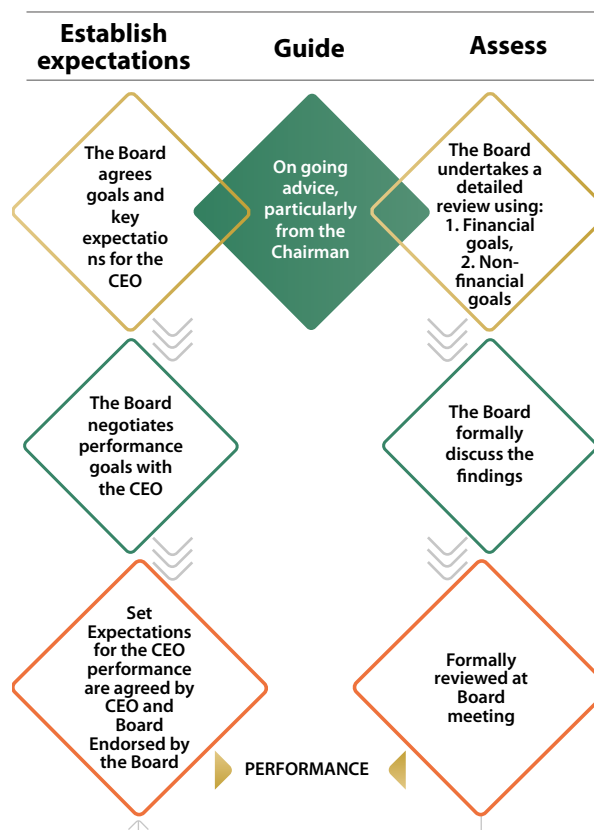 Establish
expectations
Guide
Assess
The Board
agrees
goals and
key
expectatio
ns for the
CEO
On going
advice,
particularly
from the
Chairman
The Board
undertakes a
detailed
review using:
1. Financial
goals,
2. Non-
financial
goals
The Board
negotiates
performance
goals with
the CEO
The Board
formally
discuss the
findings
Set
Expectations
for the CEO
performance
are agreed by
CEO and
Board
Endorsed by
the Board
Formally
reviewed at
Board
meeting
PERFORMANCE